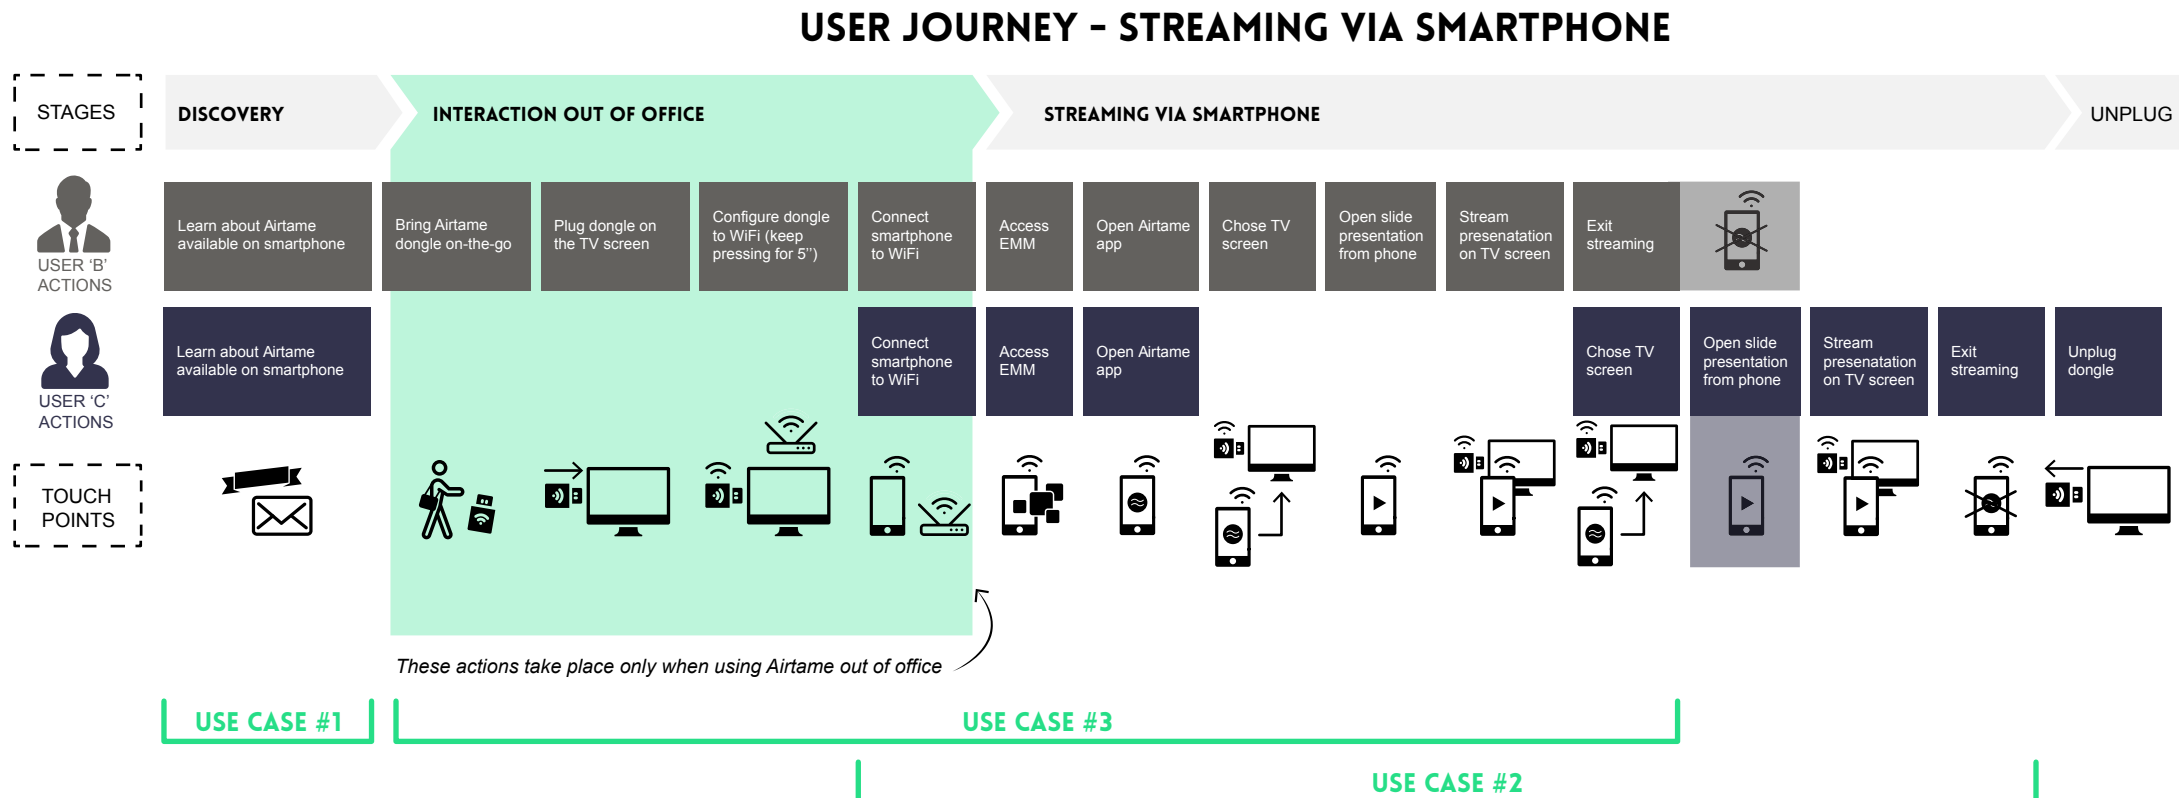 USER JOURNEY - STREAMING VIA SMARTPHONE
STAGES
DISCOVERY
INTERACTION OUT OF OFFICE
STREAMING VIA SMARTPHONE
UNPLUG
USER ‘B’
ACTIONS
Learn about Airtame
available on smartphone
Bring Airtame
dongle on-the-go
Plug dongle on
the TV screen
Configure dongle
to WiFi (keep
pressing for 5’’)
Connect
smartphone
to WiFi
Access
EMM
Open Airtame
app
Chose TV
screen
Open slide
presentation
from phone
Stream
presenatation
on TV screen
Exit
streaming
USER ‘C’
ACTIONS
Learn about Airtame
available on smartphone
Connect
smartphone
to WiFi
Access
EMM
Open Airtame
app
Chose TV
screen
Open slide
presentation
from phone
Stream
presenatation
on TV screen
Exit
streaming
Unplug
dongle
TOUCH
POINTS
These actions take place only when using Airtame out of office
USE CASE #1
USE CASE #3
USE CASE #2